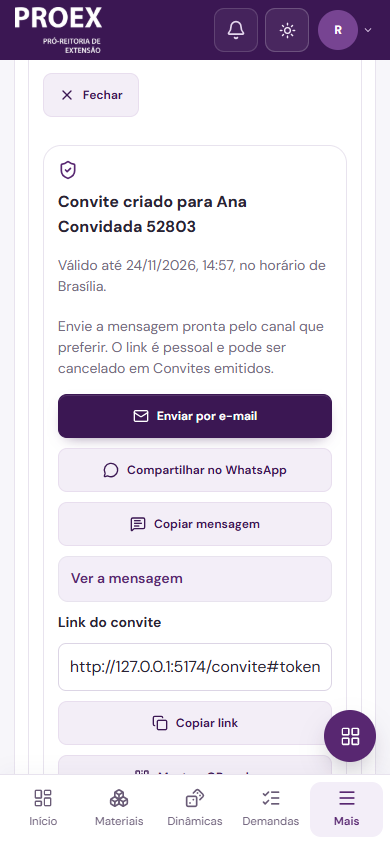 PROEX
PRÓ-REITORIA DE
EXTENSÃO
R
Fechar
Convite criado para Ana
Convidada 52803
Válido até 24/11/2026, 14:57, no horário de
Brasília.
Envie a mensagem pronta pelo canal que
preferir. O link é pessoal e pode ser
cancelado em Convites emitidos.
Enviar por e-mail
Compartilhar no WhatsApp
Copiar mensagem
Ver a mensagem
Link do convite
http://127.0.0.1:5174/convite#token
Copiar link
Início
Materiais
Dinâmicas
Demandas
Mais